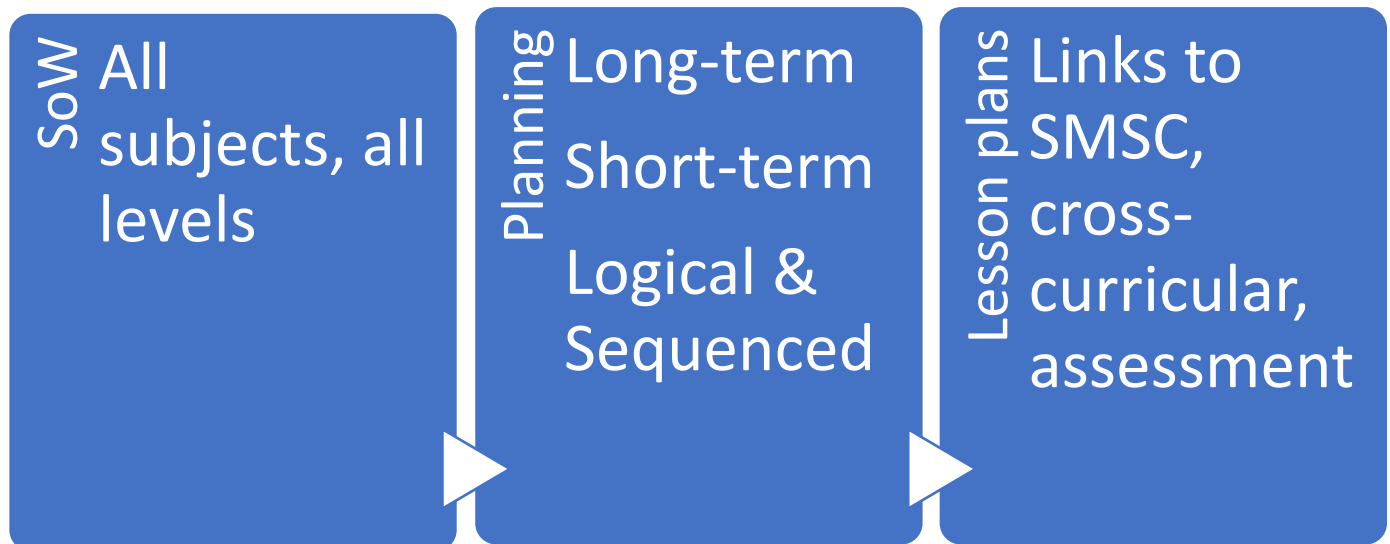 SoW
All
subjects, all
levels
Planning
Long-term
Short-term
Logical &
Sequenced
Lesson plans
Links to
SMSC,
cross-
curricular,
assessment